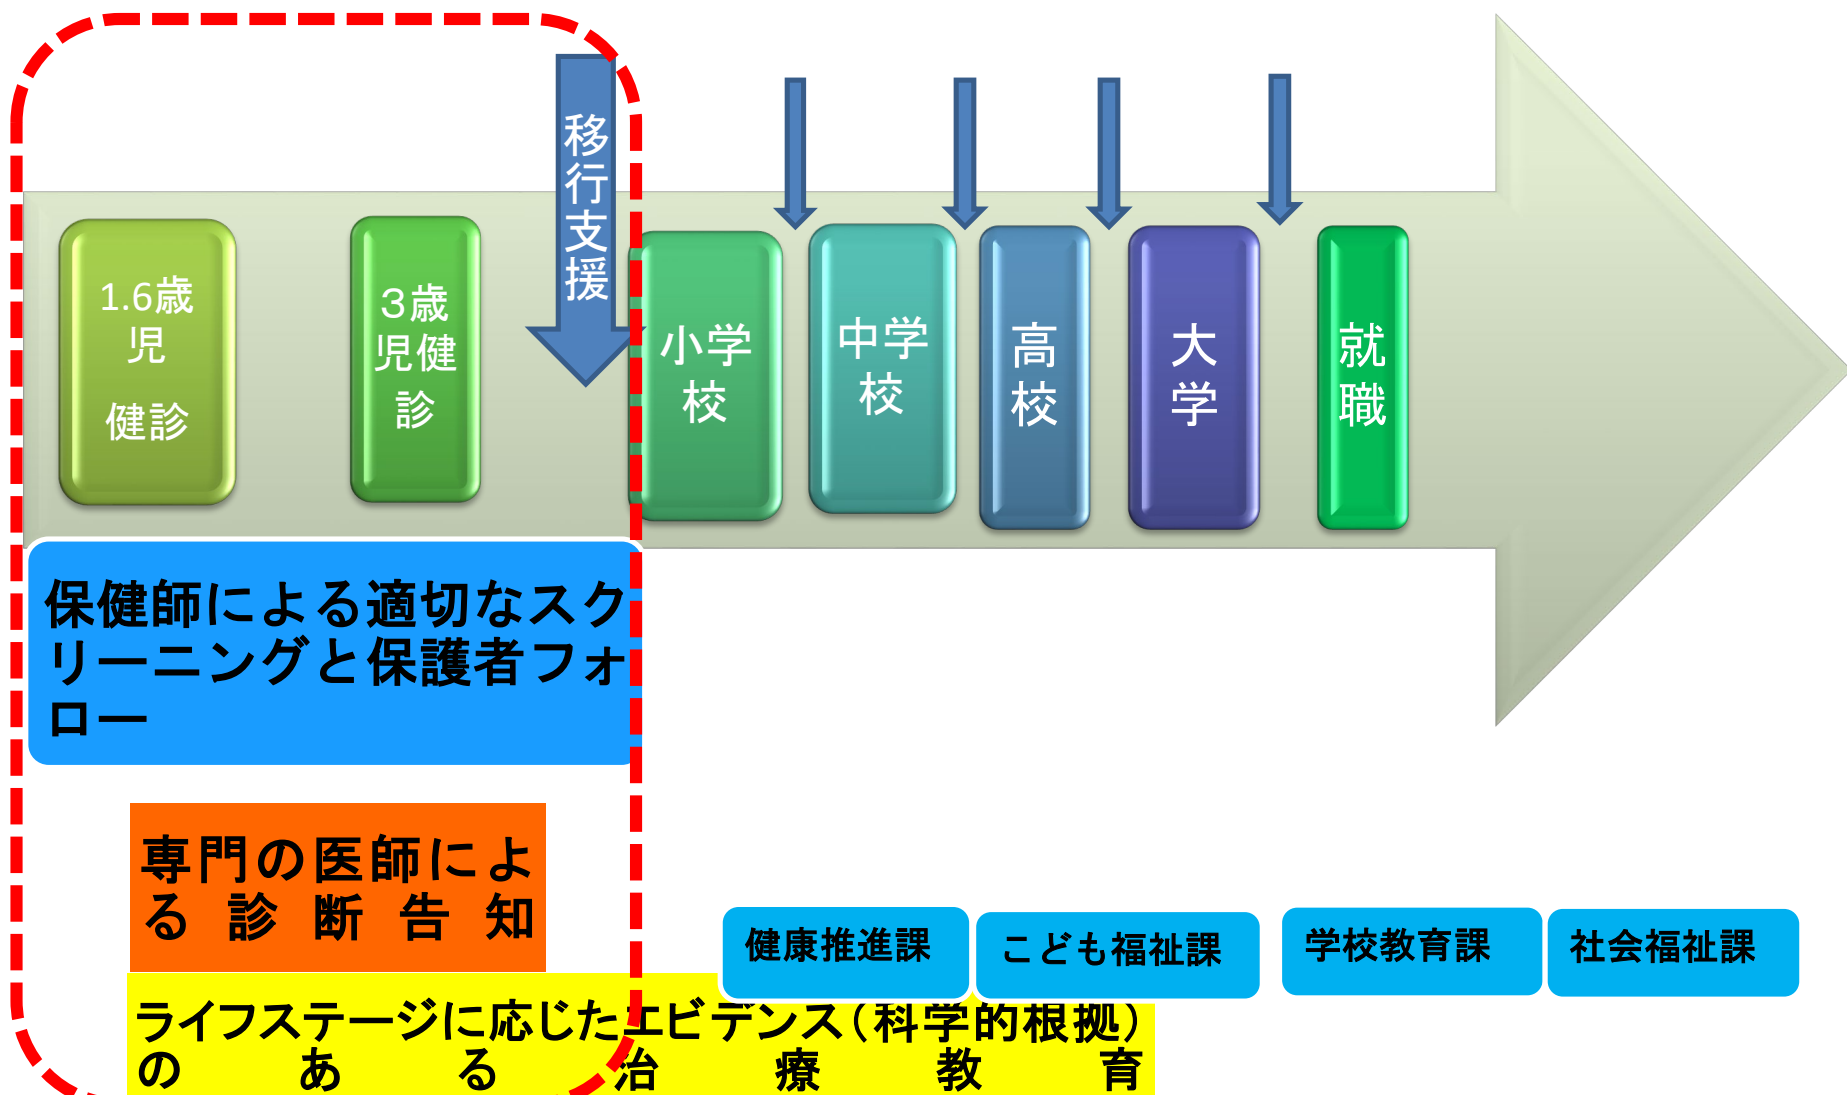 移行支援
1.6歳
児
健診
３歳
児健
診
小学
校
中学
校
高
校
大
学
就
職
保健師による適切なスク
リーニングと保護者フォ
ロー
専門の医師によ
る診断告知
健康推進課
こども福祉課
学校教育課
社会福祉課
ライフステージに応じたエビデンス（科学的根拠）
のある治療教育